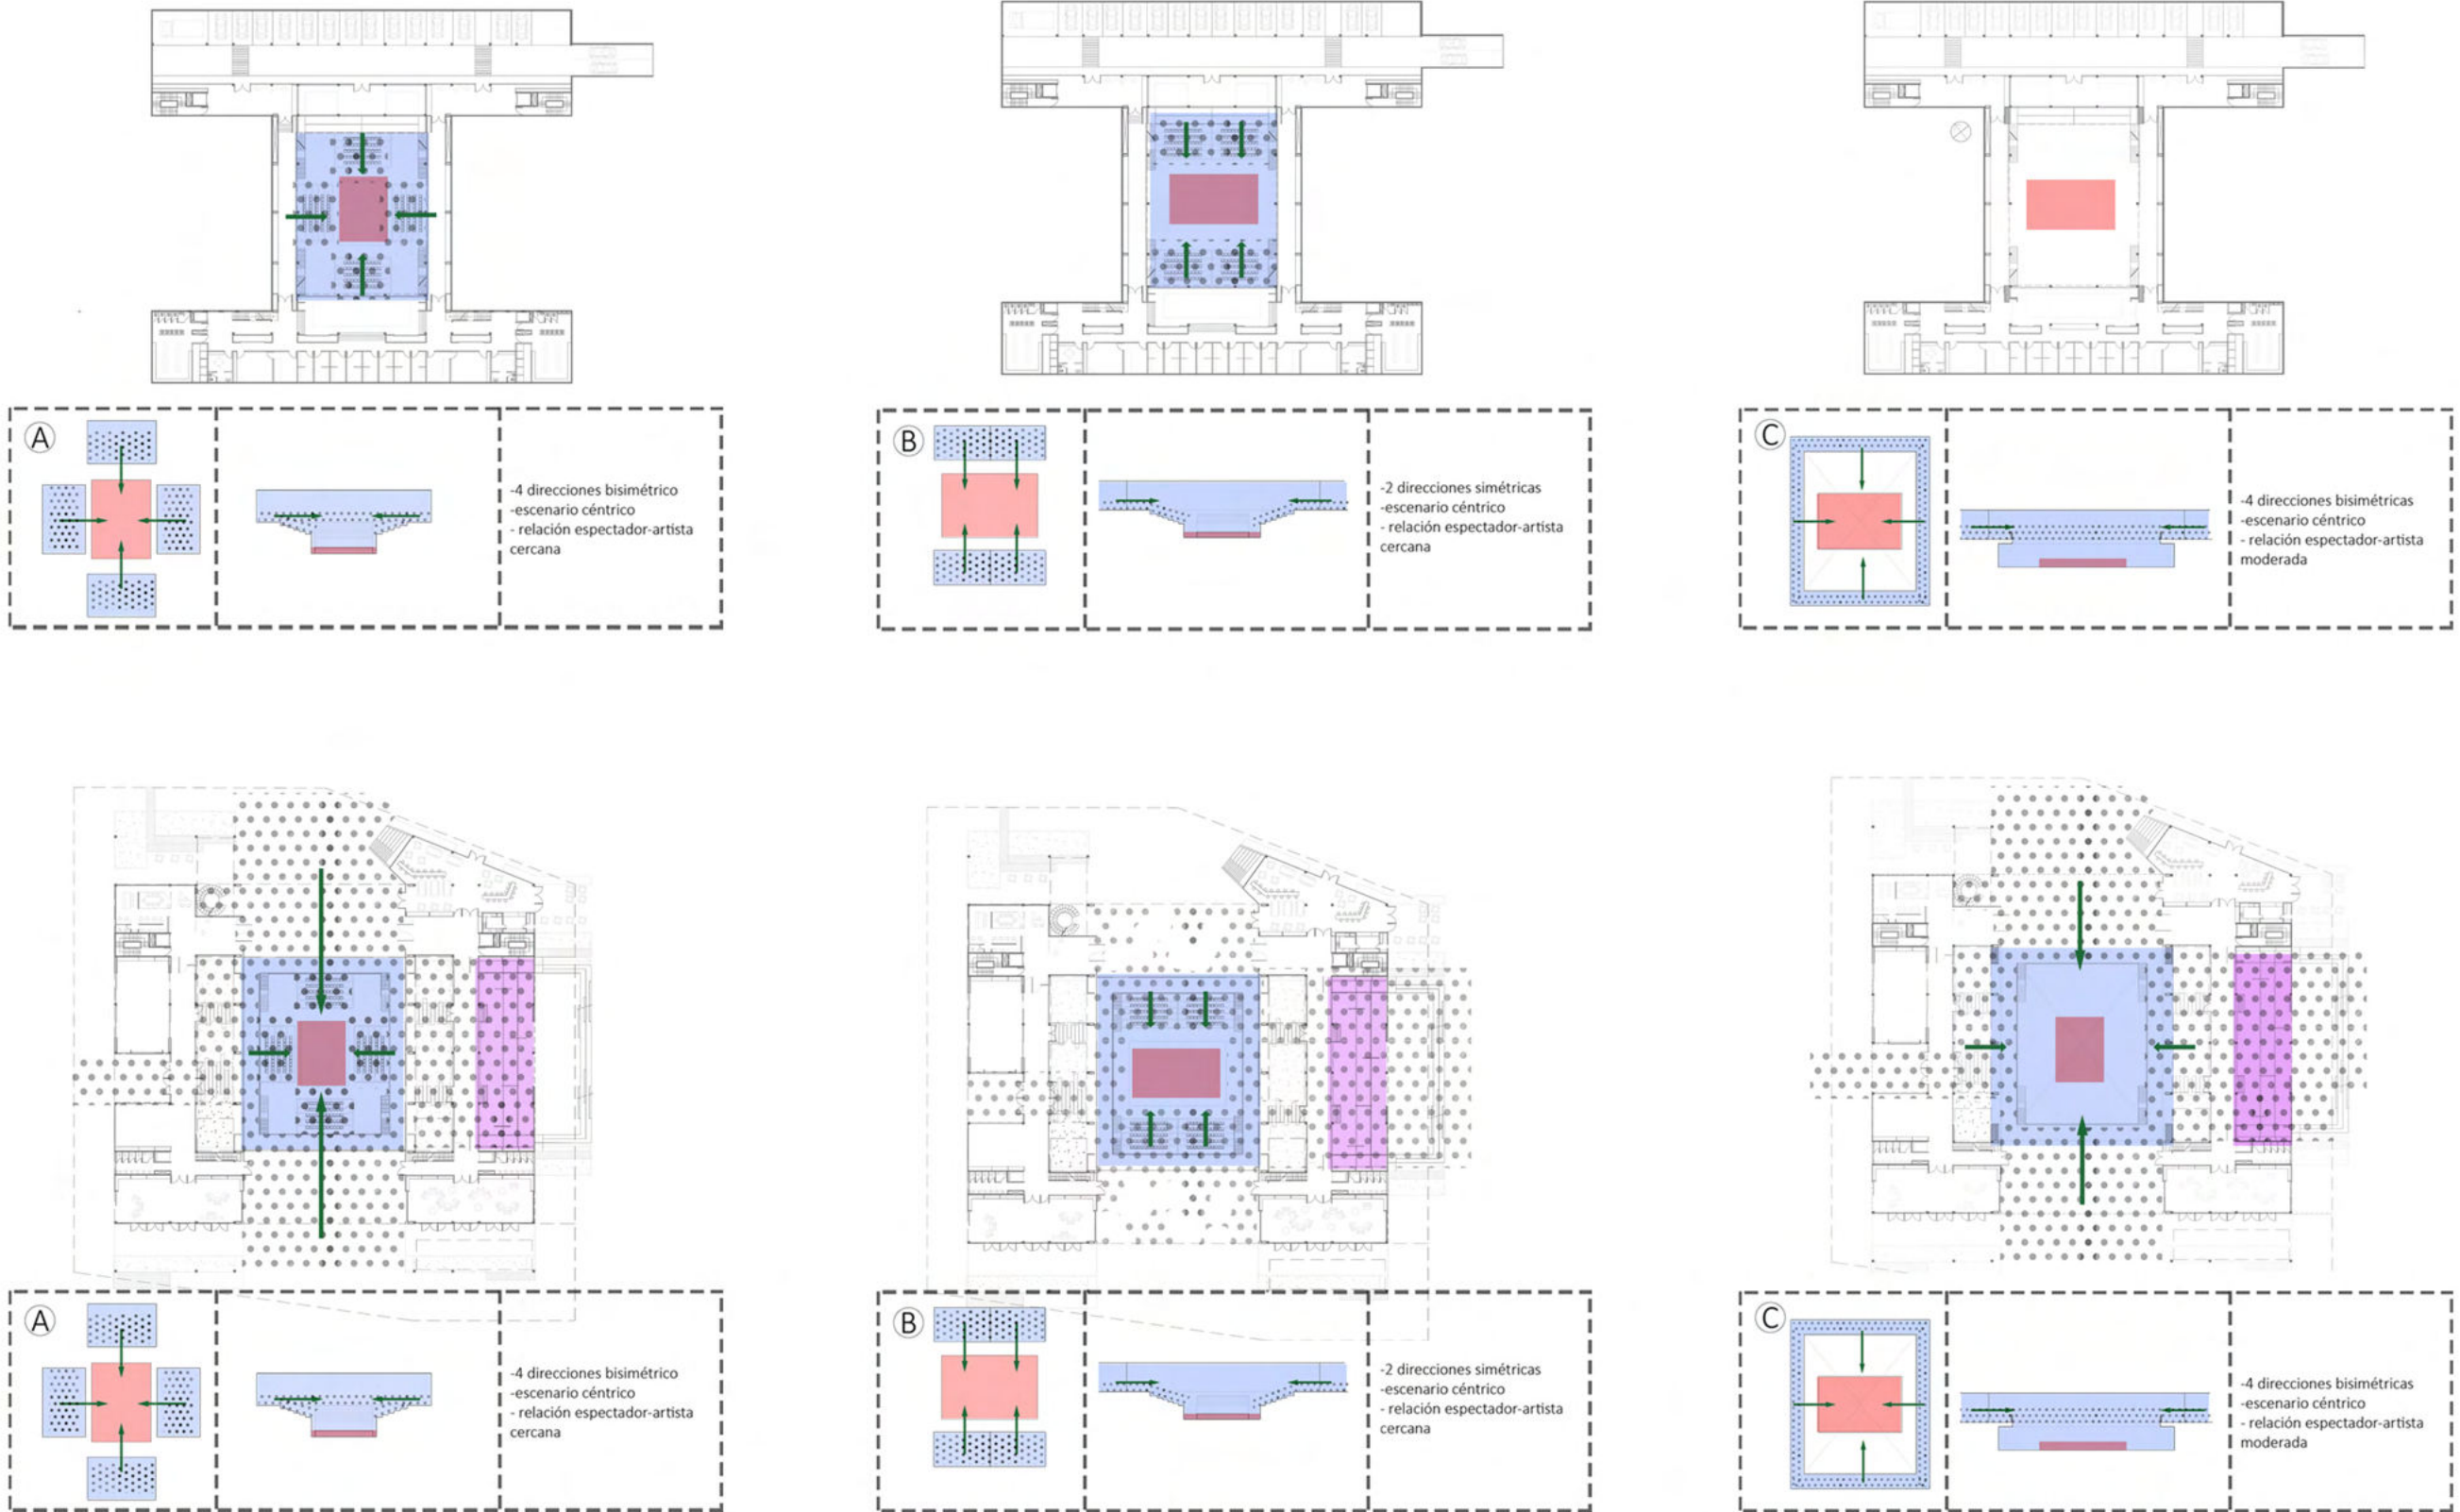 A
-4 direcciones bisimétrico
-escenario céntrico
- relación espectador-artista
cercana
B
-2 direcciones simétricas
-escenario céntrico
- relación espectador-artista
cercana
C
-4 direcciones bisimétricas
-escenario céntrico
- relación espectador-artista
moderada
A
-4 direcciones bisimétrico
-escenario céntrico
- relación espectador-artista
cercana
B
-2 direcciones simétricas
-escenario céntrico
- relación espectador-artista
cercana
C
-4 direcciones bisimétricas
-escenario céntrico
- relación espectador-artista
moderada